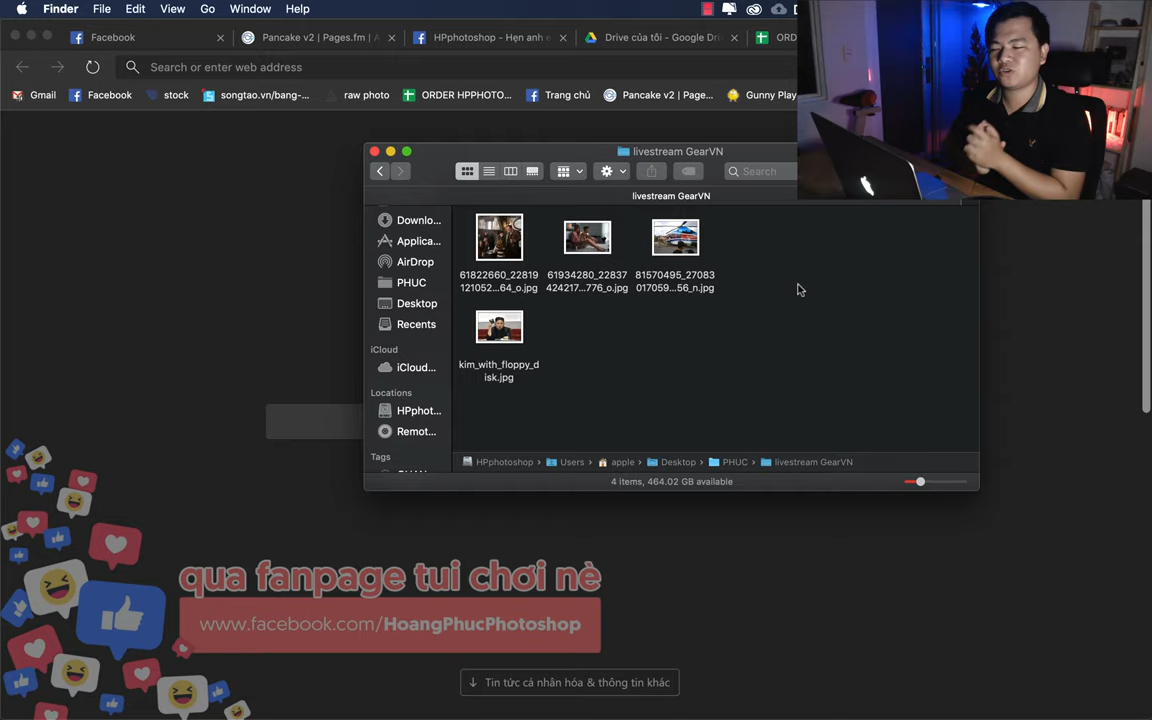 Finder File Edit View Go Window Help
Facebook Pancake v2 | Pages.fm | A HPphotoshop - Hẹn anh e Drive của tôi - Google Dri ORD
Search or enter web address
Gmail Facebook stock songtao.vn/bang-... raw photo ORDER HPPHOTO... Trang chủ Pancake v2 | Page... Gunny Play
livestream GearVN
Search
livestream GearVN
Downlo...
Applica...
AirDrop
PHUC
Desktop
Recents
iCloud
iCloud...
Locations
HPphot...
Remot...
Tags
61822660_22819
121052...64_o.jpg
61934280_22837
424217...776_o.jpg
81570495_27083
017059...56_n.jpg
kim_with_floppy_d
isk.jpg
HPphotoshop Users apple Desktop PHUC livestream GearVN
4 items, 464.02 GB available
qua fanpage tui chơi nè
www.facebook.com/HoangPhucPhotoshop
Tin tức cá nhân hóa & thông tin khác